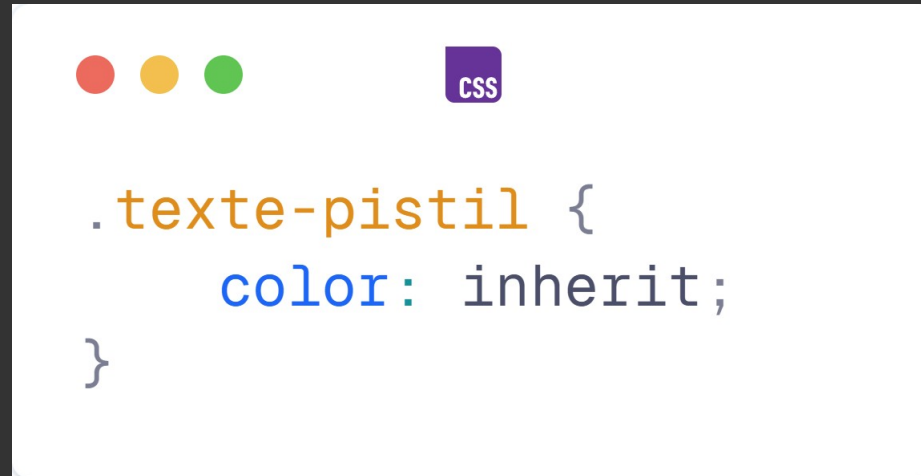 CSS
.texte-pistil {
    color: inherit;
}